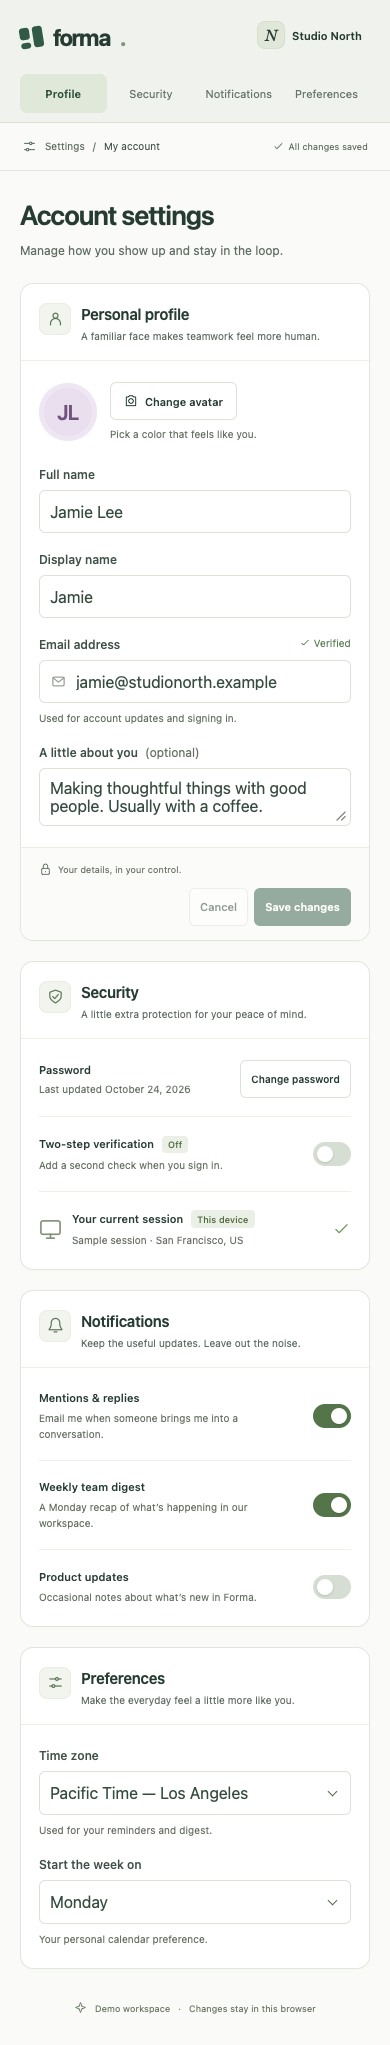 forma.
N Studio North
Profile Security Notifications Preferences
Settings / My account All changes saved
Account settings
Manage how you show up and stay in the loop.
Personal profile
A familiar face makes teamwork feel more human.
JL
Change avatar
Pick a color that feels like you.
Full name
Jamie Lee
Display name
Jamie
Email address Verified
jamie@studionorth.example
Used for account updates and signing in.
A little about you (optional)
Making thoughtful things with good
people. Usually with a coffee.
Your details, in your control.
Cancel Save changes
Security
A little extra protection for your peace of mind.
Password
Last updated October 24, 2026
Change password
Two-step verification Off
Add a second check when you sign in.
Your current session This device
Sample session · San Francisco, US
Notifications
Keep the useful updates. Leave out the noise.
Mentions & replies
Email me when someone brings me into a
conversation.
Weekly team digest
A Monday recap of what's happening in our
workspace.
Product updates
Occasional notes about what's new in Forma.
Preferences
Make the everyday feel a little more like you.
Time zone
Pacific Time — Los Angeles
Used for your reminders and digest.
Start the week on
Monday
Your personal calendar preference.
Demo workspace · Changes stay in this browser